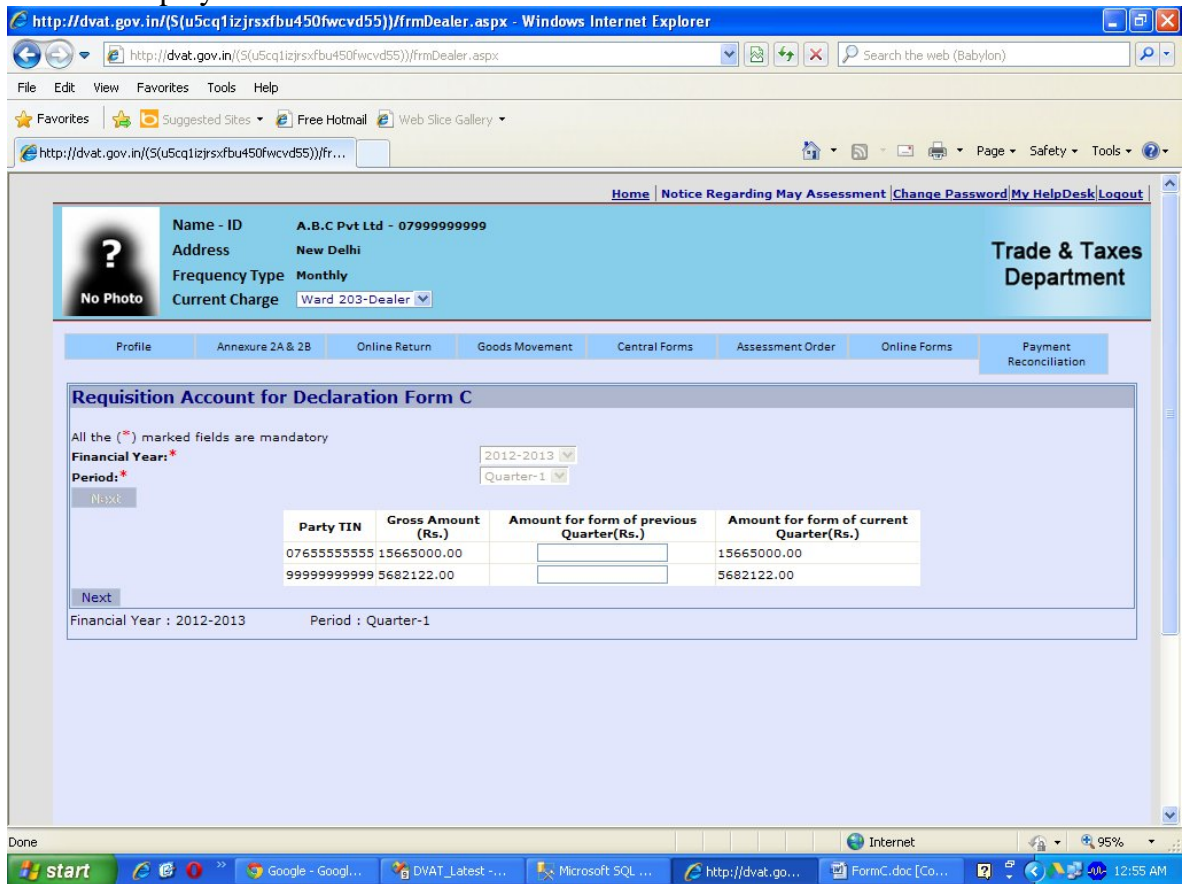 http://dvat.gov.in/(S(u5cq1izjrsxfbu450fwcvd55))/frmDealer.aspx - Windows Internet Explorer
http://dvat.gov.in/(S(u5cq1izjrsxfbu450fwcvd55))/frmDealer.aspx Search the web (Babylon)
File Edit View Favorites Tools Help
Favorites Suggested Sites Free Hotmail Web Slice Gallery
http://dvat.gov.in/(S(u5cq1izjrsxfbu450fwcvd55))/fr... Page Safety Tools
Home | Notice Regarding May Assessment |Change Password|My HelpDesk|Logout |
?
No Photo
Name - ID A.B.C Pvt Ltd - 07999999999
Address New Delhi
Frequency Type Monthly
Current Charge Ward 203-Dealer
Trade & Taxes
Department
Profile Annexure 2A & 2B Online Return Goods Movement Central Forms Assessment Order Online Forms Payment
Reconciliation
Requisition Account for Declaration Form C
All the (*) marked fields are mandatory
Financial Year:* 2012-2013
Period:* Quarter-1
Next
Party TIN Gross Amount (Rs.) Amount for form of previous Quarter(Rs.) Amount for form of current Quarter(Rs.)
07655555555 15665000.00 15665000.00
99999999999 5682122.00 5682122.00
Next
Financial Year : 2012-2013 Period : Quarter-1
Done Internet 95%
start Google - Googl... DVAT_Latest -... Microsoft SQL ... http://dvat.go... FormC.doc [Co... 12:55 AM